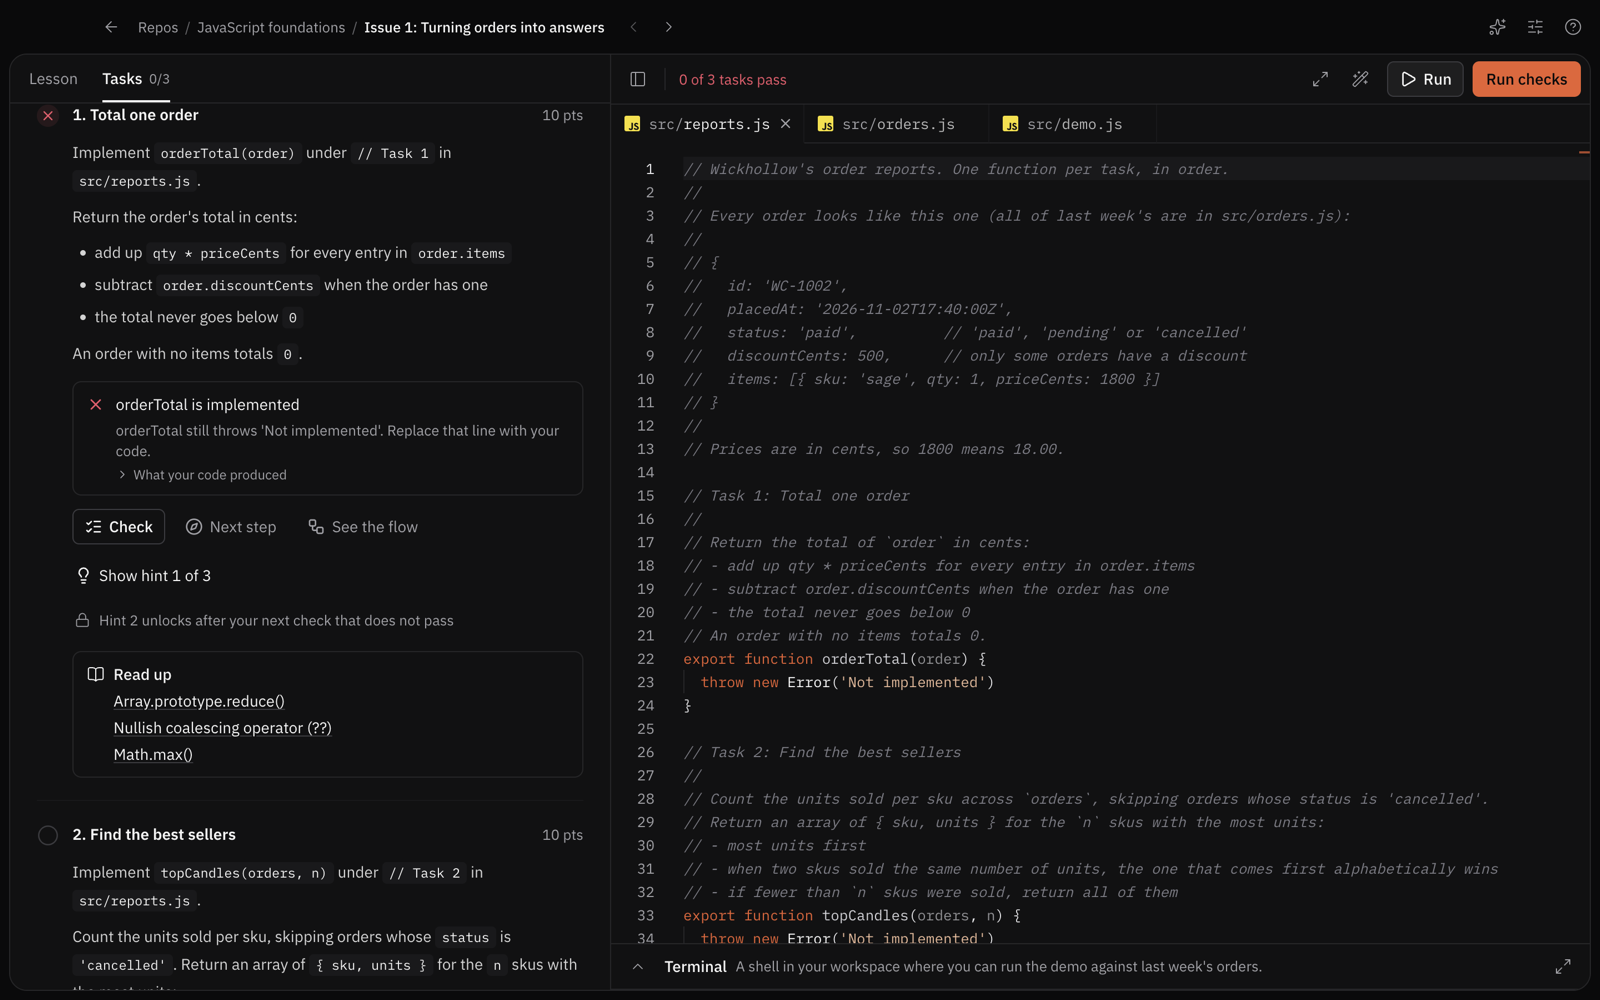 Repos / JavaScript foundations / Issue 1: Turning orders into answers
Lesson
Tasks 0/3
1. Total one order
10 pts
Implement orderTotal(order) under // Task 1 in
src/reports.js.
Return the order's total in cents:
• add up qty * priceCents for every entry in order.items
• subtract order.discountCents when the order has one
• the total never goes below 0
An order with no items totals 0.
orderTotal is implemented
orderTotal still throws 'Not implemented'. Replace that line with your
code.
What your code produced
Check
Next step
See the flow
Show hint 1 of 3
Hint 2 unlocks after your next check that does not pass
Read up
Array.prototype.reduce()
Nullish coalescing operator (??)
Math.max()
2. Find the best sellers
10 pts
Implement topCandles(orders, n) under // Task 2 in
src/reports.js.
Count the units sold per sku, skipping orders whose status is
'cancelled'. Return an array of { sku, units } for the n skus with
the most units:
0 of 3 tasks pass
Run
Run checks
JS src/reports.js
JS src/orders.js
JS src/demo.js
1 // Wickhollow's order reports. One function per task, in order.
2 //
3 // Every order looks like this one (all of last week's are in src/orders.js):
4 //
5 // {
6 //   id: 'WC-1002',
7 //   placedAt: '2026-11-02T17:40:00Z',
8 //   status: 'paid',          // 'paid', 'pending' or 'cancelled'
9 //   discountCents: 500,      // only some orders have a discount
10 //   items: [{ sku: 'sage', qty: 1, priceCents: 1800 }]
11 // }
12 //
13 // Prices are in cents, so 1800 means 18.00.
14
15 // Task 1: Total one order
16 //
17 // Return the total of `order` in cents:
18 // - add up qty * priceCents for every entry in order.items
19 // - subtract order.discountCents when the order has one
20 // - the total never goes below 0
21 // An order with no items totals 0.
22 export function orderTotal(order) {
23   throw new Error('Not implemented')
24 }
25
26 // Task 2: Find the best sellers
27 //
28 // Count the units sold per sku across `orders`, skipping orders whose status is 'cancelled'.
29 // Return an array of { sku, units } for the `n` skus with the most units:
30 // - most units first
31 // - when two skus sold the same number of units, the one that comes first alphabetically wins
32 // - if fewer than `n` skus were sold, return all of them
33 export function topCandles(orders, n) {
34   throw new Error('Not implemented')
Terminal A shell in your workspace where you can run the demo against last week's orders.